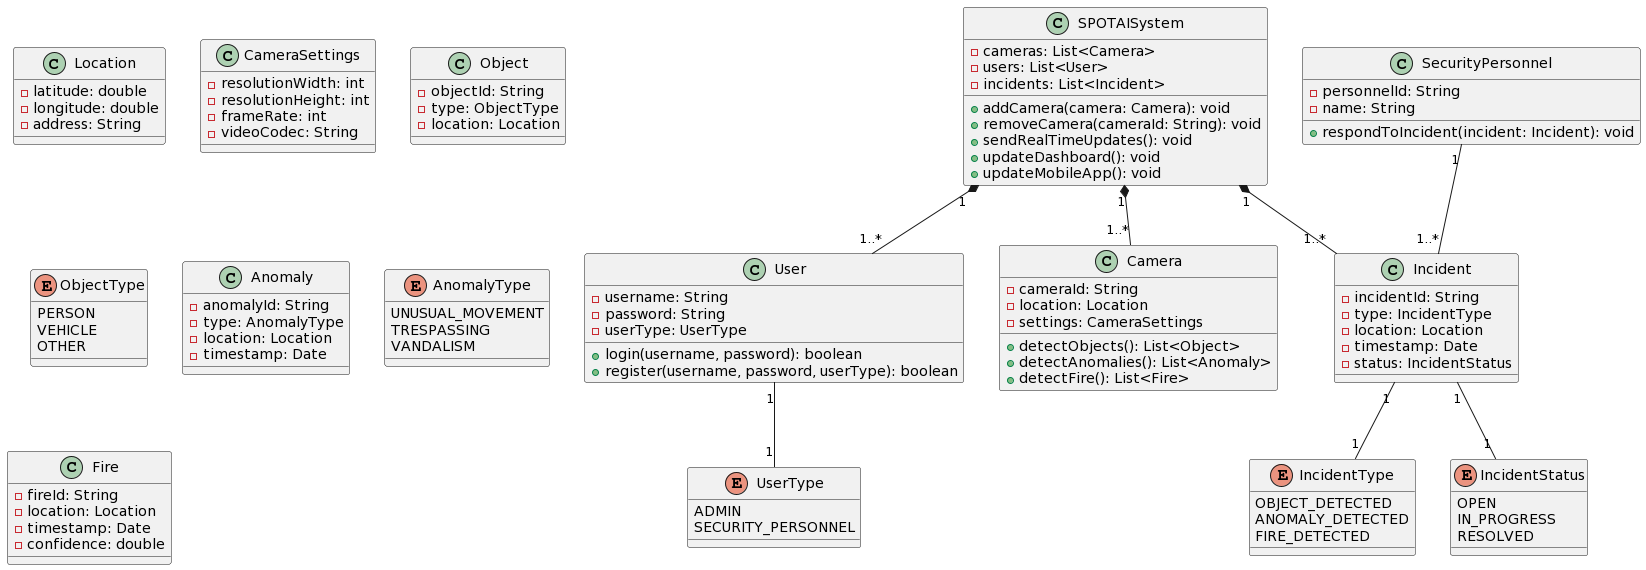 C Location
latitude: double
longitude: double
address: String
C CameraSettings
resolutionWidth: int
resolutionHeight: int
frameRate: int
videoCodec: String
C Object
objectId: String
type: ObjectType
location: Location
C SPOTAISystem
cameras: List<Camera>
users: List<User>
incidents: List<Incident>
addCamera(camera: Camera): void
removeCamera(cameraId: String): void
sendRealTimeUpdates(): void
updateDashboard(): void
updateMobileApp(): void
C SecurityPersonnel
personnelId: String
name: String
respondToIncident(incident: Incident): void
1
1
1
1
1..*
1..*
1..*
1..*
E ObjectType
PERSON
VEHICLE
OTHER
C Anomaly
anomalyId: String
type: AnomalyType
location: Location
timestamp: Date
E AnomalyType
UNUSUAL_MOVEMENT
TRESPASSING
VANDALISM
C User
username: String
password: String
userType: UserType
login(username, password): boolean
register(username, password, userType): boolean
C Camera
cameraId: String
location: Location
settings: CameraSettings
detectObjects(): List<Object>
detectAnomalies(): List<Anomaly>
detectFire(): List<Fire>
C Incident
incidentId: String
type: IncidentType
location: Location
timestamp: Date
status: IncidentStatus
1
1
1
1
1
1
C Fire
fireId: String
location: Location
timestamp: Date
confidence: double
E UserType
ADMIN
SECURITY_PERSONNEL
E IncidentType
OBJECT_DETECTED
ANOMALY_DETECTED
FIRE_DETECTED
E IncidentStatus
OPEN
IN_PROGRESS
RESOLVED